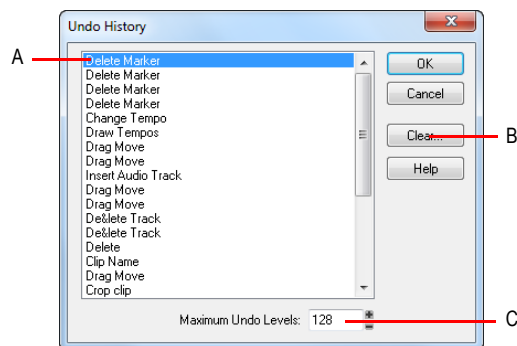 Undo History
A
Delete Marker
OK
Delete Marker
Delete Marker
Cancel
Delete Marker
Change Tempo
Draw Tempos
Clear...
B
Drag Move
Drag Move
Insert Audio Track
Help
Drag Move
Drag Move
De&lete Track
De&lete Track
Delete
Clip Name
Drag Move
Crop clip
Maximum Undo Levels: 128
C